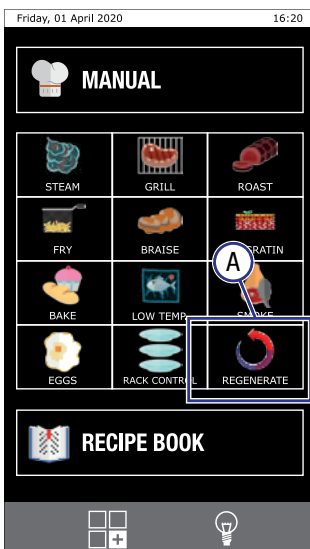 Friday, 01 April 2020 16:20
MANUAL
STEAM GRILL ROAST
FRY BRAISE RATIN
A
BAKE LOW TEMP. SMOKE
EGGS RACK CONTROL REGENERATE
RECIPE BOOK